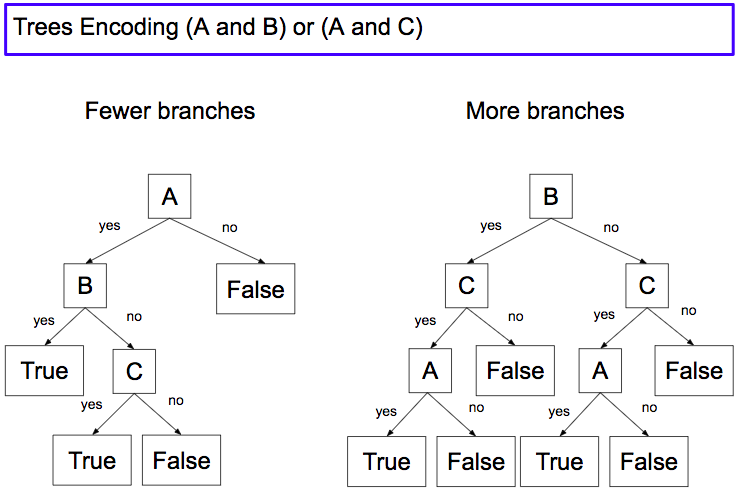 Trees Encoding (A and B) or (A and C)
Fewer branches
More branches
A
yes
no
B
False
yes
no
True
C
yes
no
True
False
B
yes
no
C
C
yes
no
yes
no
A
False
A
False
yes
no
yes
no
True
False
True
False